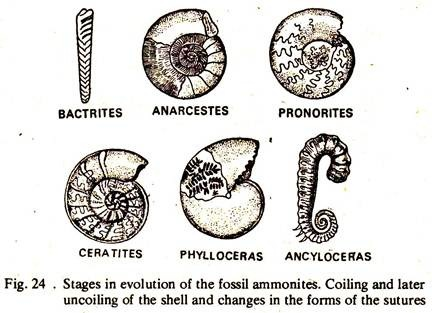 BACTRITES ANARCESTES PRONORITES
CERATITES PHYLLOCERAS ANCYLOCERAS
Fig. 24 . Stages in evolution of the fossil ammonites. Coiling and later
uncoiling of the shell and changes in the forms of the sutures